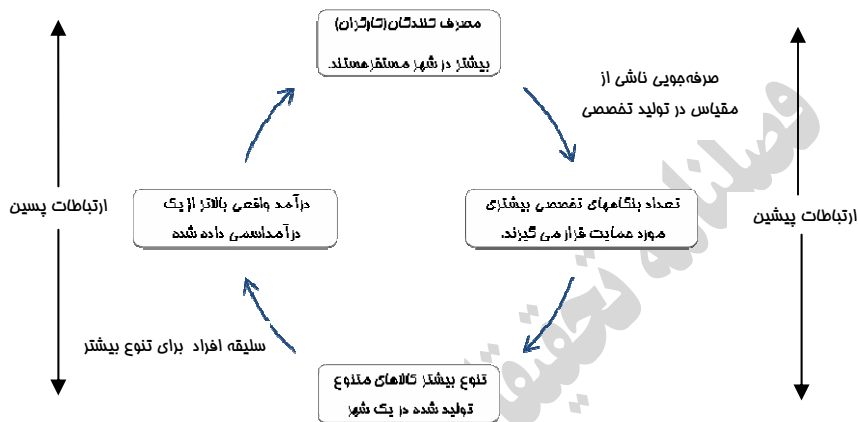 مصرف کنندگان(کارگران)
بیشتر در شهر مستقرهستند.
صرفه‌جویی ناشی از
مقیاس در تولید تخصصی
ارتباطات پیشین
تعداد بنگاههای تخصصی بیشتری
مورد حمایت قرار می گیرند.
تنوع بیشتر کالاهای متنوع
تولید شده در یک شهر
سلیقه افراد برای تنوع بیشتر
درآمد واقعی بالاتر از یک
درآمداسمی داده شده
ارتباطات پسین
فصلنامه